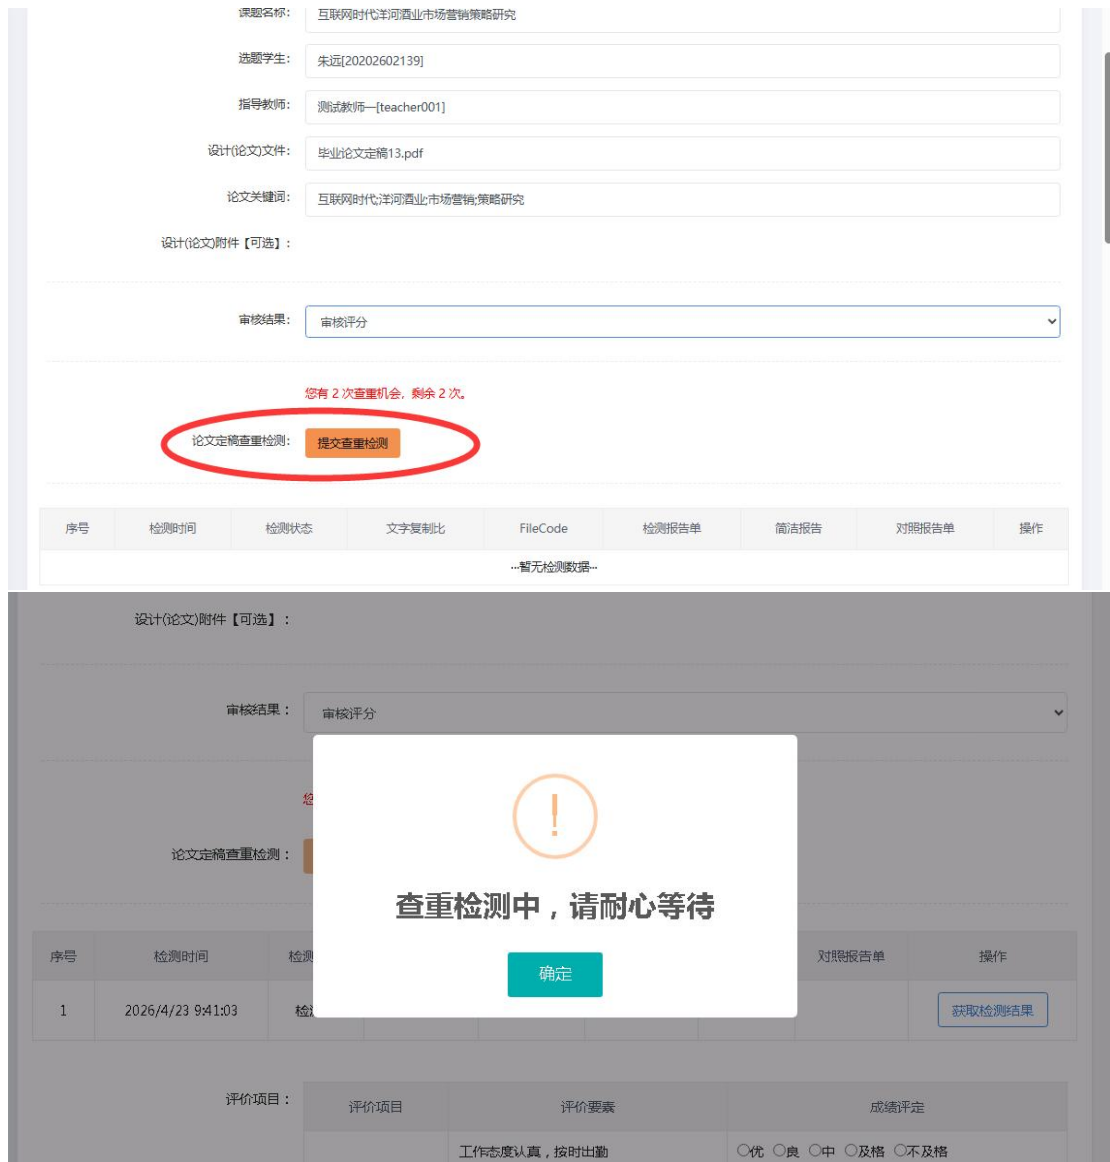 课题名称： 互联网时代洋河酒业市场营销策略研究
选题学生： 朱远[20202602139]
指导教师： 测试教师一[teacher001]
设计(论文)文件： 毕业论文定稿13.pdf
论文关键词： 互联网时代;洋河酒业;市场营销;策略研究
设计(论文)附件【可选】：
审核结果： 审核评分
您有 2 次查重机会, 剩余 2 次。
论文定稿查重检测： 提交查重检测
序号 检测时间 检测状态 文字复制比 FileCode 检测报告单 简洁报告 对照报告单 操作
--暂无检测数据--
设计(论文)附件【可选】：
审核结果： 审核评分
您
论文定稿查重检测：
查重检测中，请耐心等待
确定
序号 检测时间 检测 对照报告单 操作
1 2026/4/23 9:41:03 检 获取检测结果
评价项目： 评价项目 评价要素 成绩评定
工作态度认真，按时出勤 优 良 中 及格 不及格